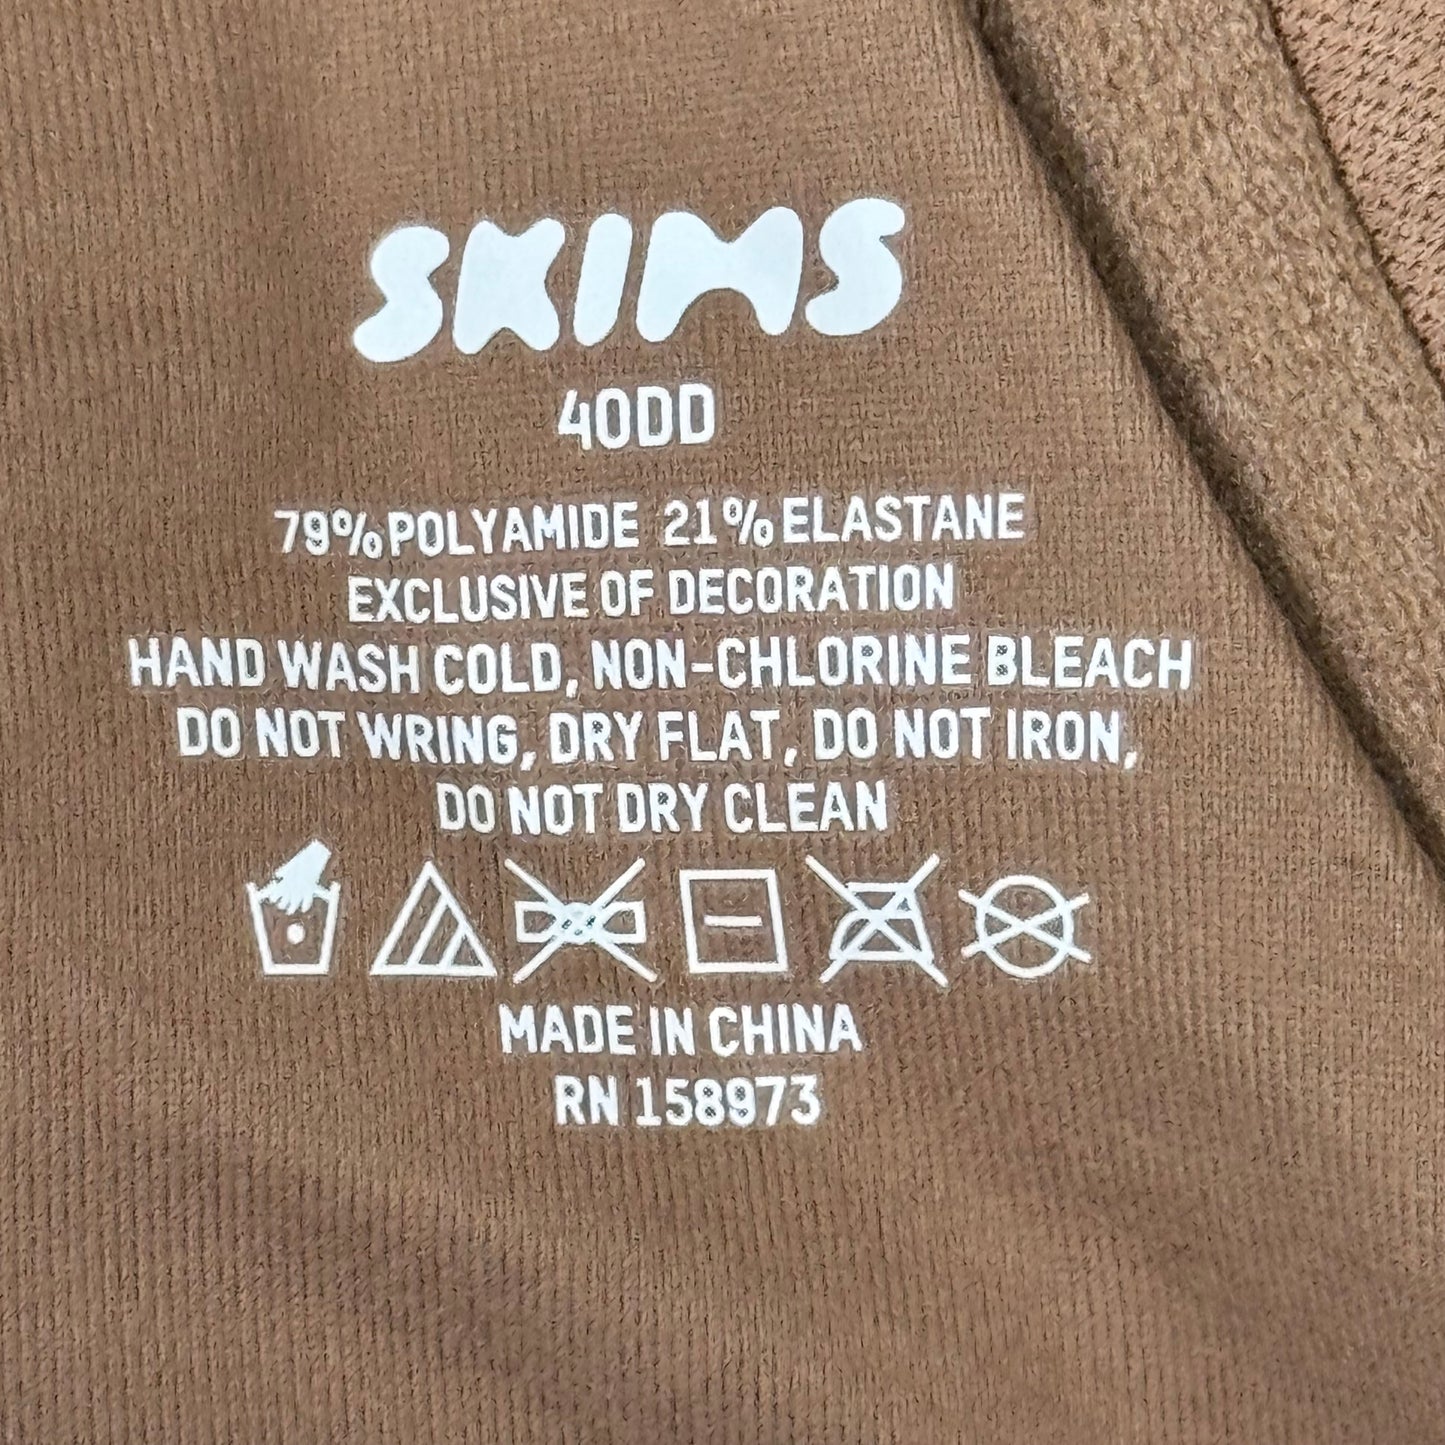 SKIMS
40DD
79% POLYAMIDE 21% ELASTANE
EXCLUSIVE OF DECORATION
HAND WASH COLD, NON-CHLORINE BLEACH
DO NOT WRING, DRY FLAT, DO NOT IRON,
DO NOT DRY CLEAN
MADE IN CHINA
RN 158973